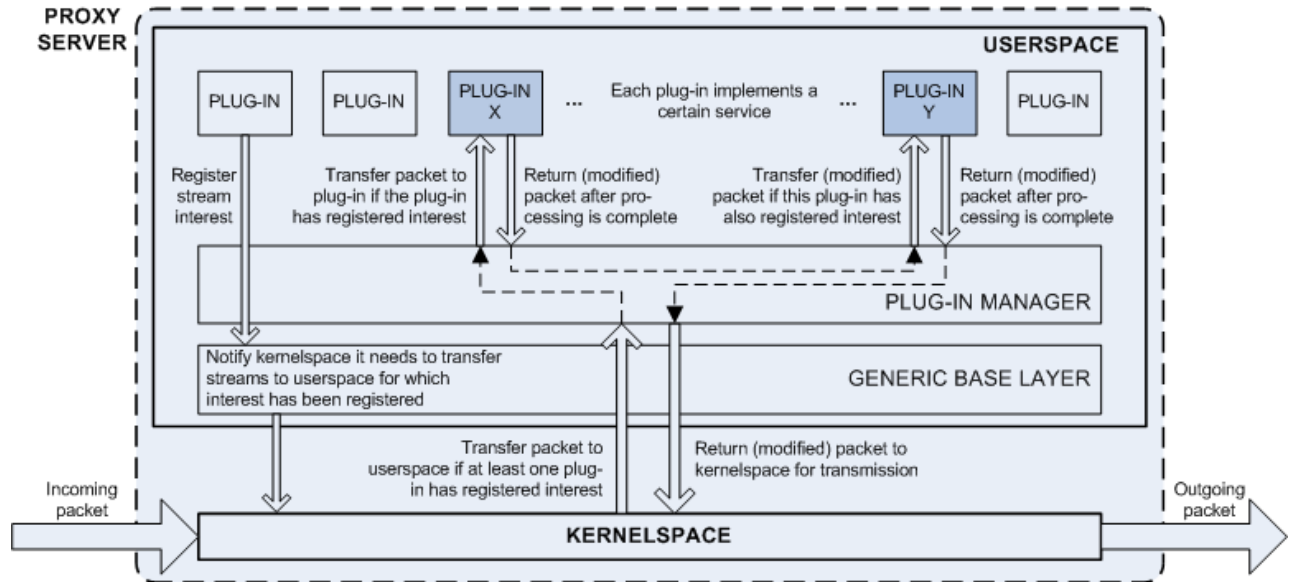 PROXY
SERVER
USERSPACE
PLUG-IN
PLUG-IN
PLUG-IN
X
...
Each plug-in implements a
certain service
...
PLUG-IN
Y
PLUG-IN
Register
stream
interest
Transfer packet to
plug-in if the plug-in
has registered interest
Return (modified)
packet after pro-
cessing is complete
Transfer (modified)
packet if this plug-in has
also registered interest
Return (modified)
packet after pro-
cessing is complete
PLUG-IN MANAGER
Notify kernelspace it needs to transfer
streams to userspace for which
interest has been registered
GENERIC BASE LAYER
Transfer packet to
userspace if at least one plug-
in has registered interest
Return (modified) packet to
kernelspace for transmission
Incoming
packet
KERNELSPACE
Outgoing
packet